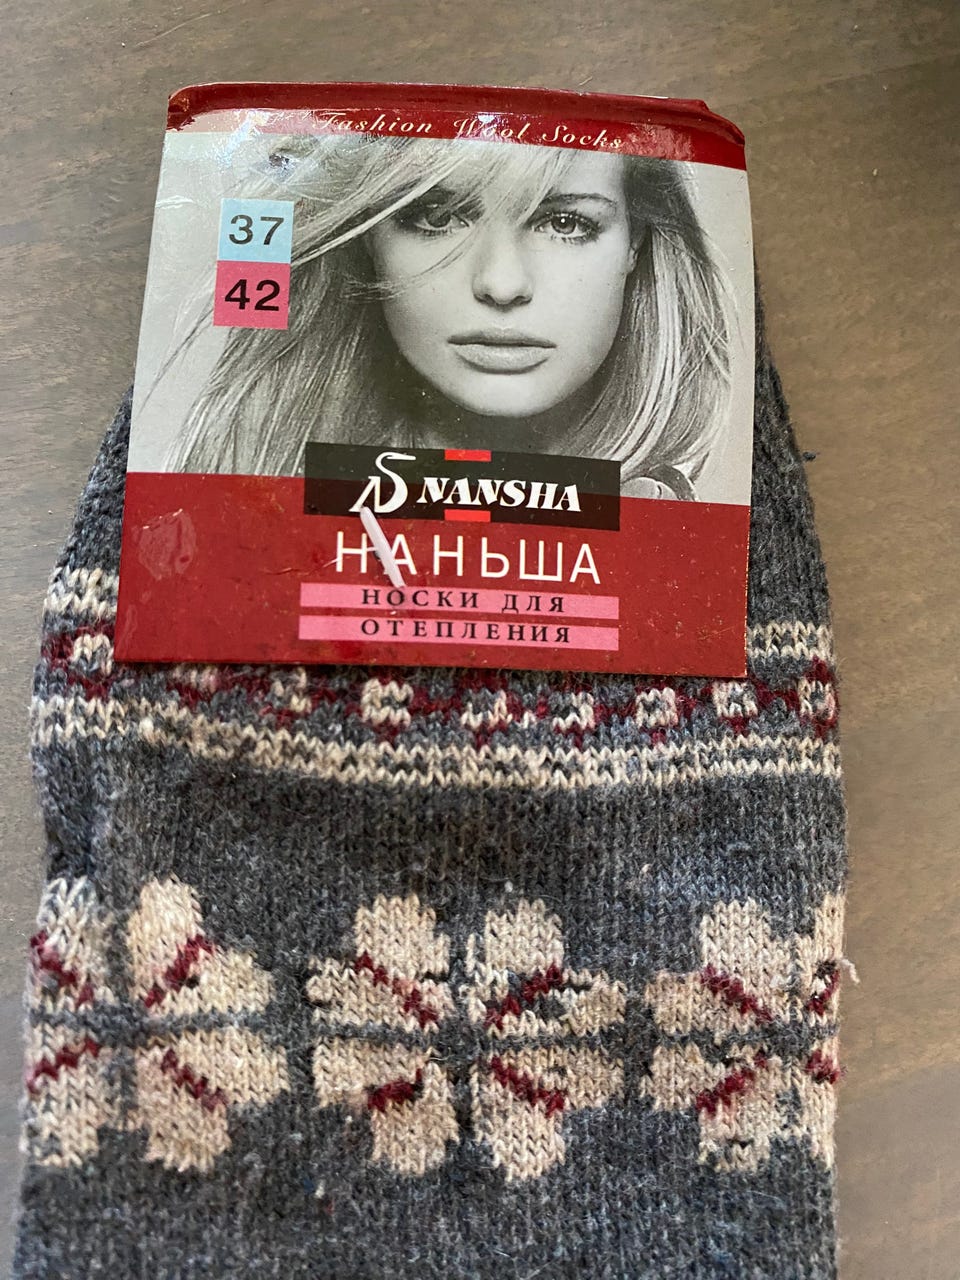 Fashion Wool Socks
37
42
NANSHA
НАНЬША
НОСКИ ДЛЯ
ОТЕПЛЕНИЯ